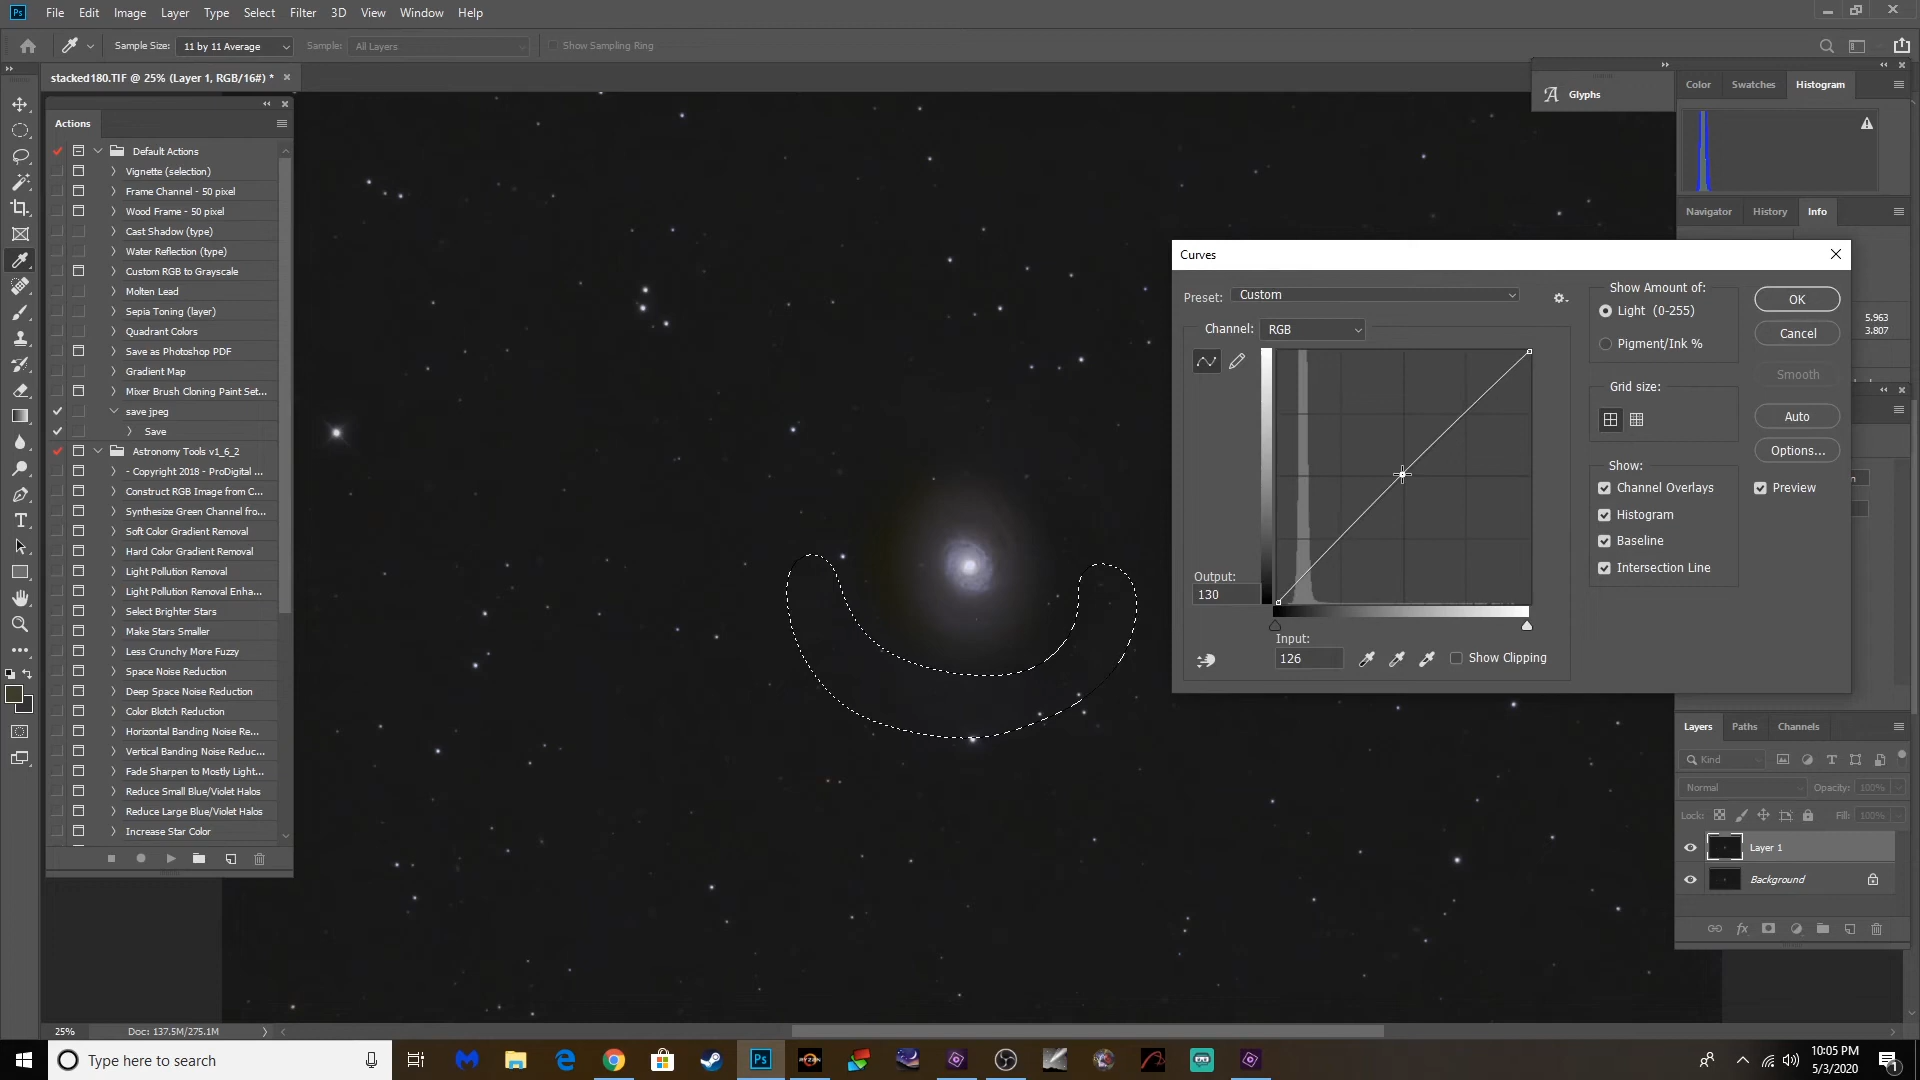 Ps File Edit Image Layer Type Select Filter 3D View Window Help
Sample Size: 11 by 11 Average Sample: All Layers Show Sampling Ring
stacked180.TIF @ 25% (Layer 1, RGB/16#) *
Actions
Default Actions
Vignette (selection)
Frame Channel - 50 pixel
Wood Frame - 50 pixel
Cast Shadow (type)
Water Reflection (type)
Custom RGB to Grayscale
Molten Lead
Sepia Toning (layer)
Quadrant Colors
Save as Photoshop PDF
Gradient Map
Mixer Brush Cloning Paint Set...
save jpeg
Save
Astronomy Tools v1_6_2
- Copyright 2018 - ProDigital ...
Construct RGB Image from C...
Synthesize Green Channel fro...
Soft Color Gradient Removal
Hard Color Gradient Removal
Light Pollution Removal
Light Pollution Removal Enha...
Select Brighter Stars
Make Stars Smaller
Less Crunchy More Fuzzy
Space Noise Reduction
Deep Space Noise Reduction
Color Blotch Reduction
Horizontal Banding Noise Re...
Vertical Banding Noise Reduc...
Fade Sharpen to Mostly Light...
Reduce Small Blue/Violet Halos
Reduce Large Blue/Violet Halos
Increase Star Color
Glyphs
Color Swatches Histogram
Navigator History Info
5.963
3.807
Curves
Preset: Custom
Channel: RGB
Output:
130
Input:
126
Show Clipping
Show Amount of:
Light (0-255)
Pigment/Ink %
Grid size:
Show:
Channel Overlays
Histogram
Baseline
Intersection Line
OK
Cancel
Smooth
Auto
Options...
Preview
Layers Paths Channels
Kind
Normal Opacity: 100%
Lock: Fill: 100%
Layer 1
Background
25% Doc: 137.5M/275.1M
Type here to search
Ps
RYZEN
10:05 PM
5/3/2020
1